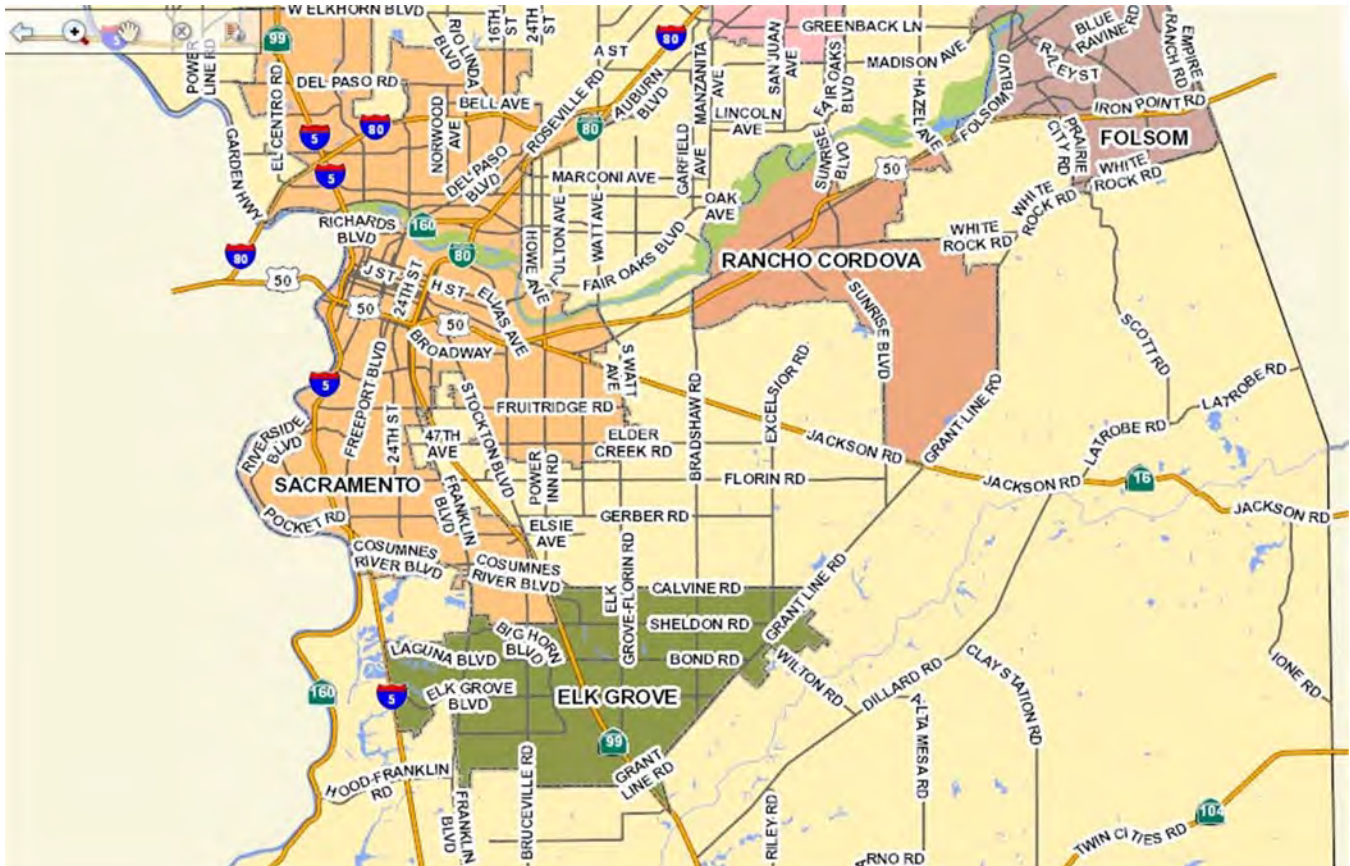 W ELKHORN BLVD
16TH
ST
24TH
ST
RIO LINDA
BLVD
99
5
80
POWER
LINE RD
EL CENTRO RD
DEL PASO RD
NORWOOD
AVE
BELL AVE
A ST
ROSEVILLE RD
AUBURN
BLVD
MANZANITA
AVE
SAN JUAN
AVE
GREENBACK LN
FAIR OAKS
BLVD
MADISON AVE
HAZEL AVE
FOLSOM BLVD
BLUE
RAVINE RD
RILEY ST
EMPIRE
RANCH RD
IRON POINT RD
FOLSOM
PRAIRIE
CITY RD
WHITE
ROCK RD
WHITE
ROCK RD
WHITE
ROCK RD
LINCOLN
AVE
SUNRISE
BLVD
50
5
80
80
5
GARDEN HWY
DEL PASO
BLVD
MARCONI AVE
GARFIELD
AVE
OAK
AVE
FULTON AVE
WATT AVE
HOWE AVE
FAIR OAKS BLVD
RICHARDS
BLVD
160
80
80
50
J ST
24TH ST
H ST
ELVAS AVE
50
50
BROADWAY
RANCHO CORDOVA
SUNRISE BLVD
SCOTT RD
S WATT
AVE
BRADSHAW RD
EXCELSIOR RD
5
RIVERSIDE
BLVD
FREEPORT BLVD
24TH ST
47TH
AVE
STOCKTON BLVD
FRUITRIDGE RD
ELDER
CREEK RD
JACKSON RD
GRANT LINE RD
LATROBE RD
LATROBE RD
SACRAMENTO
FRANKLIN
BLVD
POWER
INN RD
FLORIN RD
JACKSON RD
16
JACKSON RD
POCKET RD
ELSIE
AVE
GERBER RD
COSUMNES
RIVER BLVD
COSUMNES
RIVER BLVD
ELK
GROVE-FLORIN RD
CALVINE RD
SHELDON RD
BOND RD
GRANT LINE RD
WILTON RD
DILLARD RD
CLAY STATION RD
ALTA MESA RD
IONE RD
LAGUNA BLVD
BIG HORN
BLVD
ELK GROVE
BLVD
ELK GROVE
160
5
99
GRANT
LINE RD
HOOD-FRANKLIN
RD
FRANKLIN
BLVD
BRUCEVILLE RD
RILEY RD
ARNO RD
104
TWIN CITIES RD